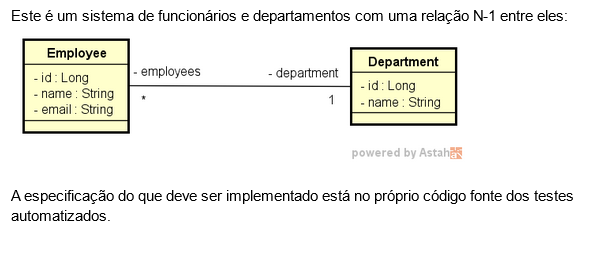 Este é um sistema de funcionários e departamentos com uma relação N-1 entre eles:
Employee
- id : Long
- name : String
- email : String
- employees
*
- department
1
Department
- id : Long
- name : String
powered by Astah
A especificação do que deve ser implementado está no próprio código fonte dos testes
automatizados.